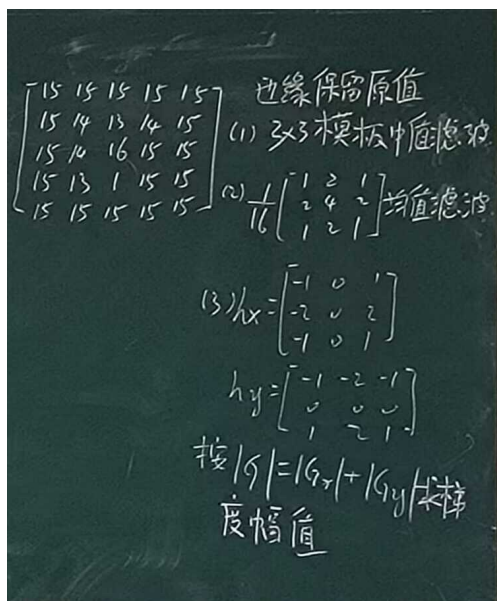 15 15 15 15 15
15 14 13 14 15
15 14 16 15 15
15 13 1 15 15
15 15 15 15 15
边缘保留原值
(1) 3x3模板中值滤波
(2) 1/16 [1 2 1
2 4 2
1 2 1] 均值滤波
(3) hx=[-1 0 1
-2 0 2
-1 0 1]
hy=[-1 -2 -1
0 0 0
1 2 1]
按|G|=|Gx|+|Gy|求梯
度幅值